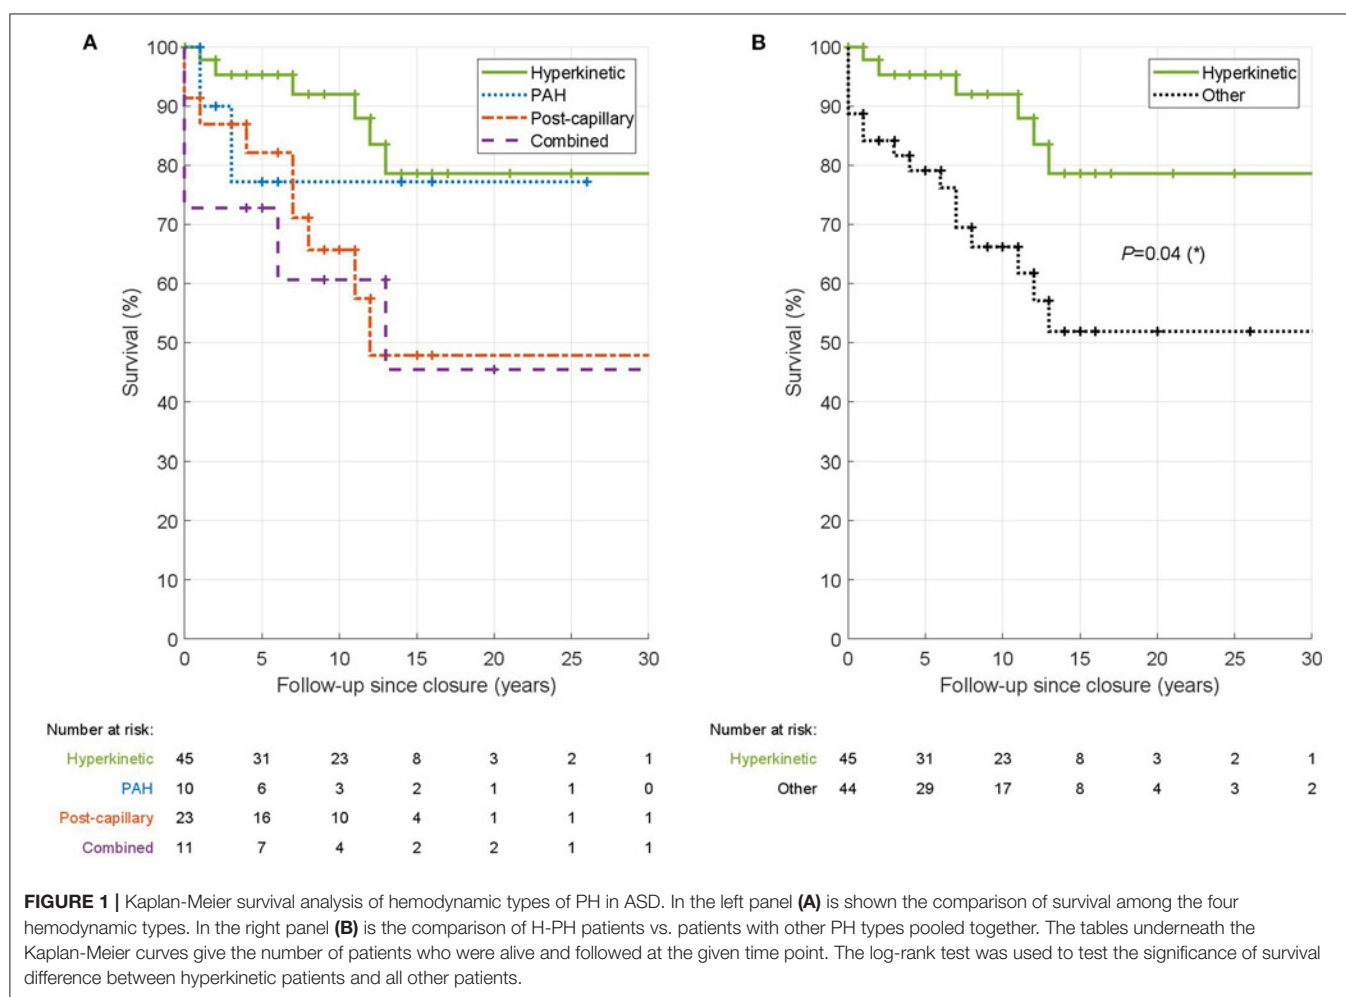 A
100
90
80
70
60
50
40
30
20
10
0
Survival (%)
0 5 10 15 20 25 30
Follow-up since closure (years)
Hyperkinetic
PAH
Post-capillary
Combined
Number at risk:
Hyperkinetic 45 31 23 8 3 2 1
PAH 10 6 3 2 1 1 0
Post-capillary 23 16 10 4 1 1 1
Combined 11 7 4 2 2 1 1
B
100
90
80
70
60
50
40
30
20
10
0
Survival (%)
0 5 10 15 20 25 30
Follow-up since closure (years)
Hyperkinetic
Other
P=0.04 (*)
Number at risk:
Hyperkinetic 45 31 23 8 3 2 1
Other 44 29 17 8 4 3 2
FIGURE 1 | Kaplan-Meier survival analysis of hemodynamic types of PH in ASD. In the left panel (A) is shown the comparison of survival among the four
hemodynamic types. In the right panel (B) is the comparison of H-PH patients vs. patients with other PH types pooled together. The tables underneath the
Kaplan-Meier curves give the number of patients who were alive and followed at the given time point. The log-rank test was used to test the significance of survival
difference between hyperkinetic patients and all other patients.